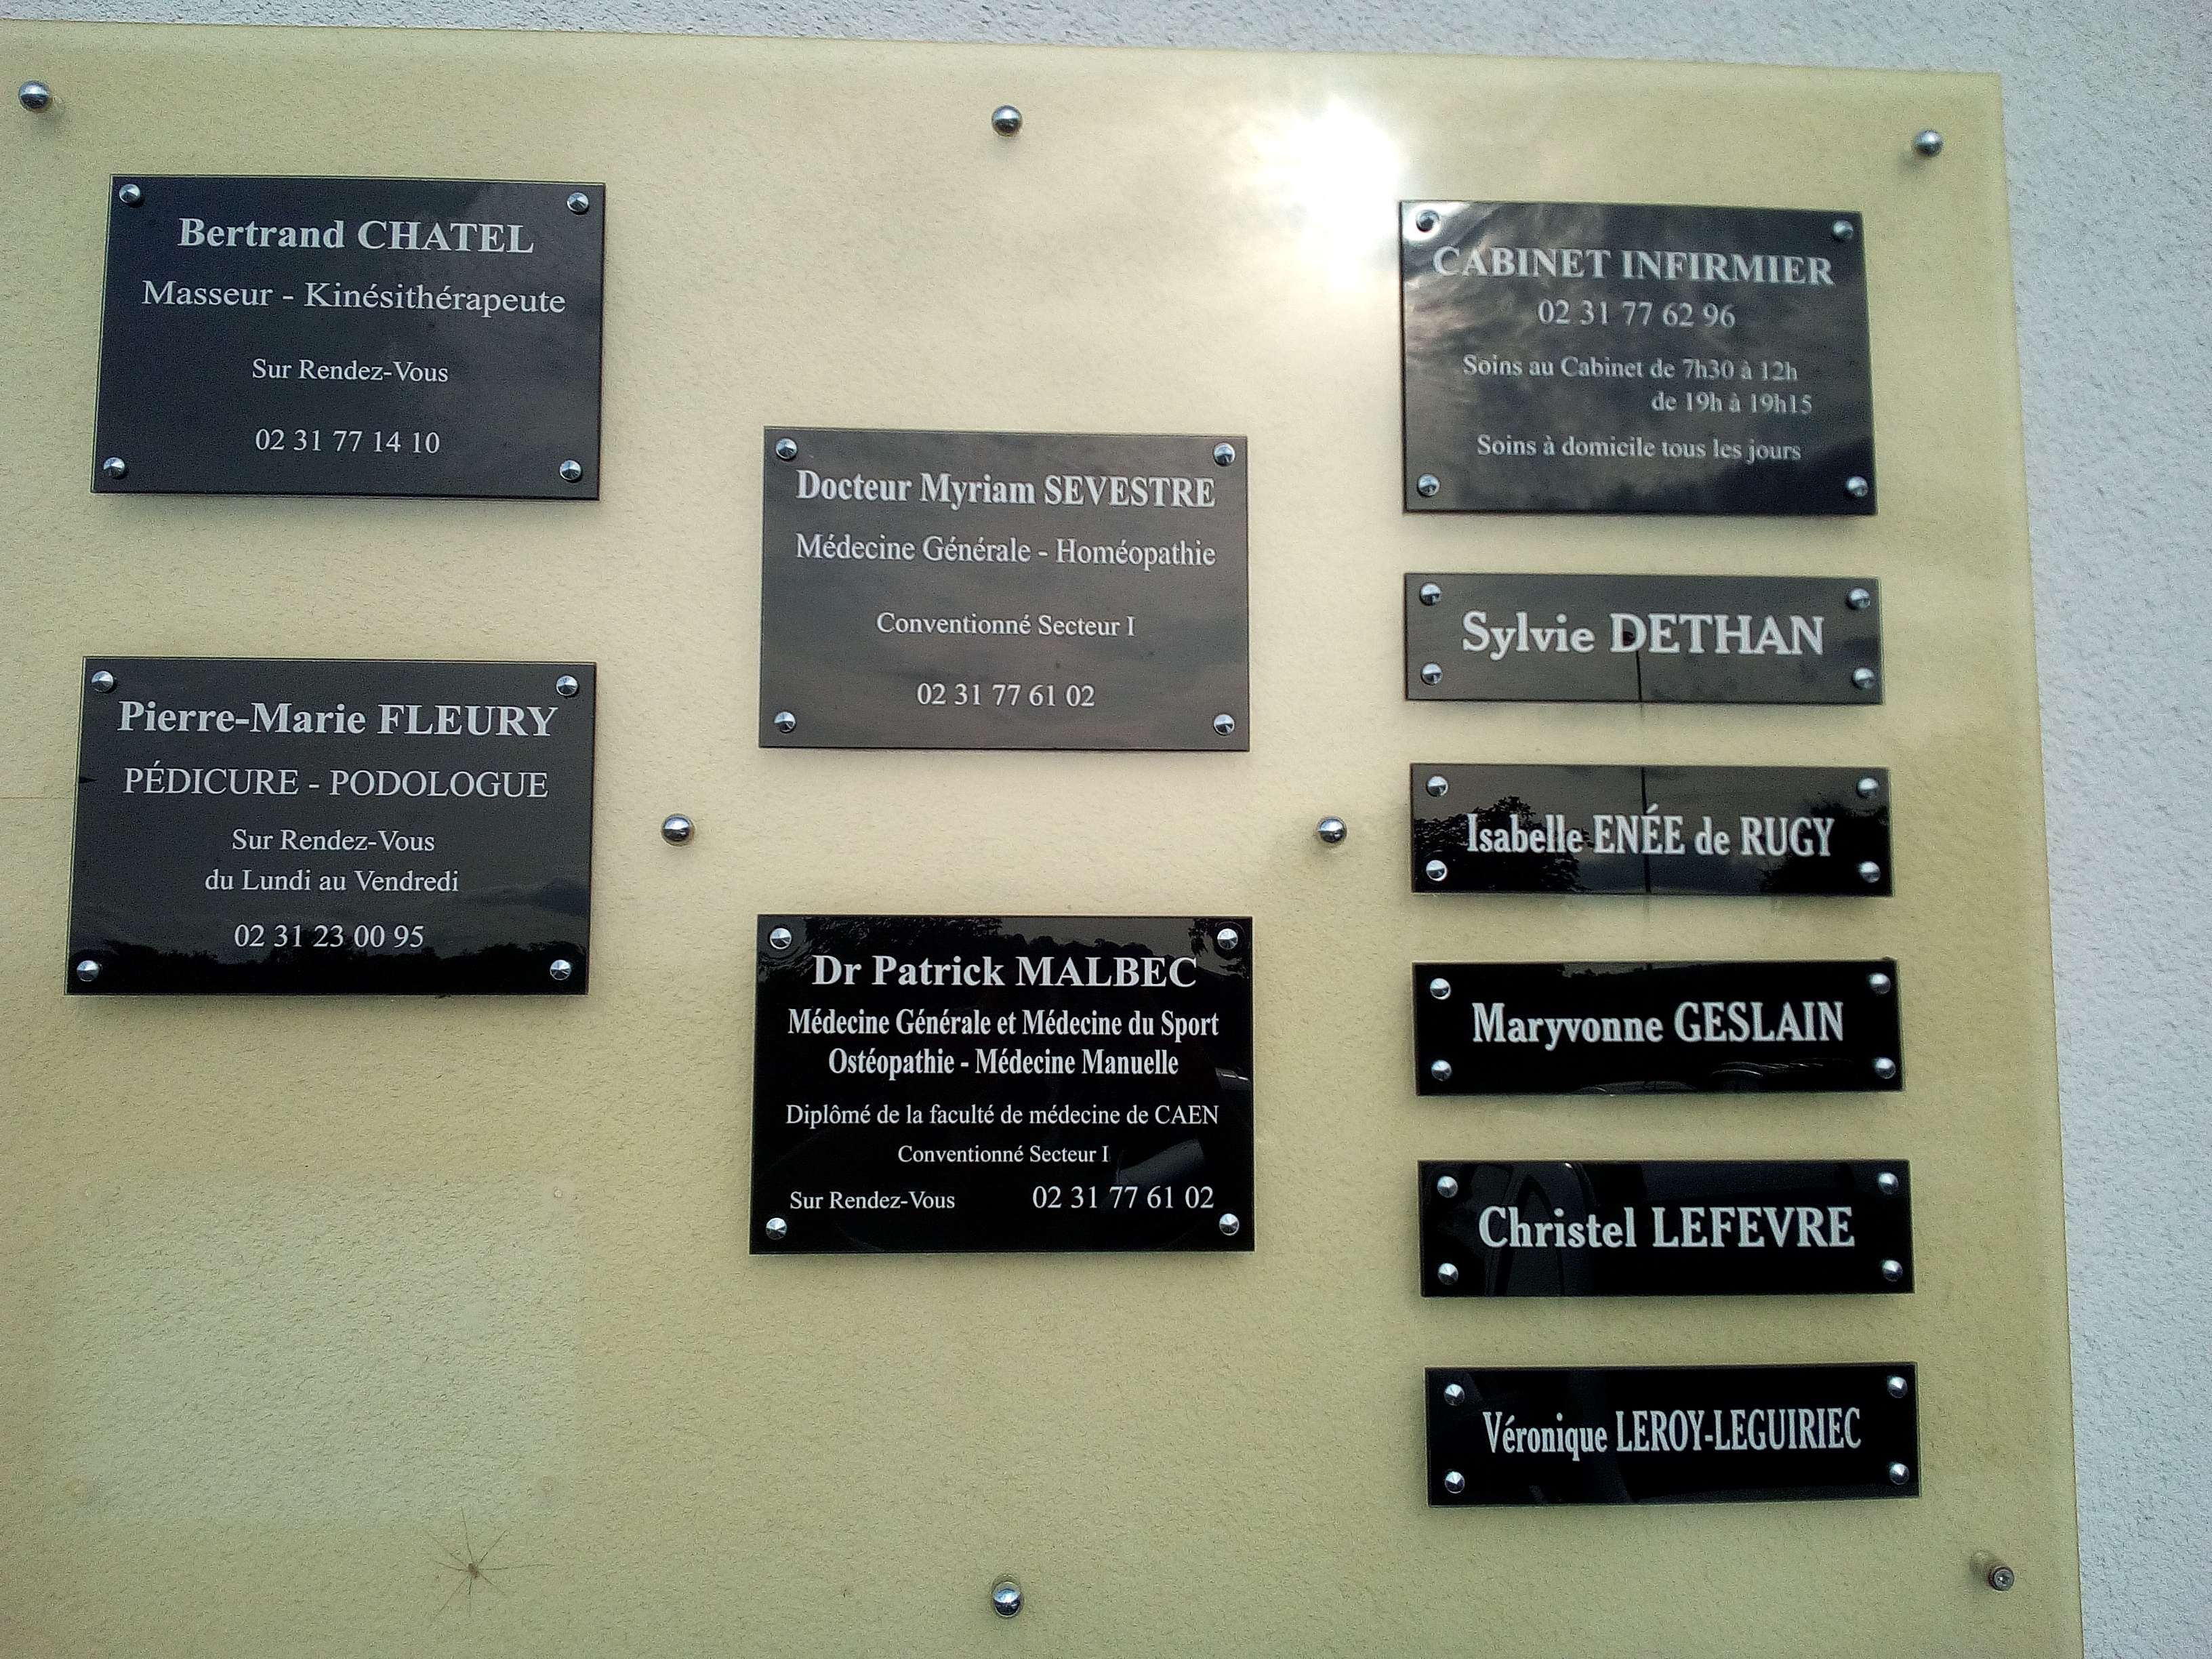 Bertrand CHATEL
Masseur - Kinésithérapeute
Sur Rendez-Vous
02 31 77 14 10
Pierre-Marie FLEURY
PÉDICURE - PODOLOGUE
Sur Rendez-Vous
du Lundi au Vendredi
02 31 23 00 95
Docteur Myriam SEVESTRE
Médecine Générale - Homéopathie
Conventionné Secteur I
02 31 77 61 02
Dr Patrick MALBEC
Médecine Générale et Médecine du Sport
Ostéopathie - Médecine Manuelle
Diplômé de la faculté de médecine de CAEN
Conventionné Secteur I
Sur Rendez-Vous 02 31 77 61 02
CABINET INFIRMIER
02 31 77 62 96
Soins au Cabinet de 7h30 à 12h
de 19h à 19h15
Soins à domicile tous les jours
Sylvie DETHAN
Isabelle ENÉE de RUGY
Maryvonne GESLAIN
Christel LEFEVRE
Véronique LEROY-LEGUIRIEC